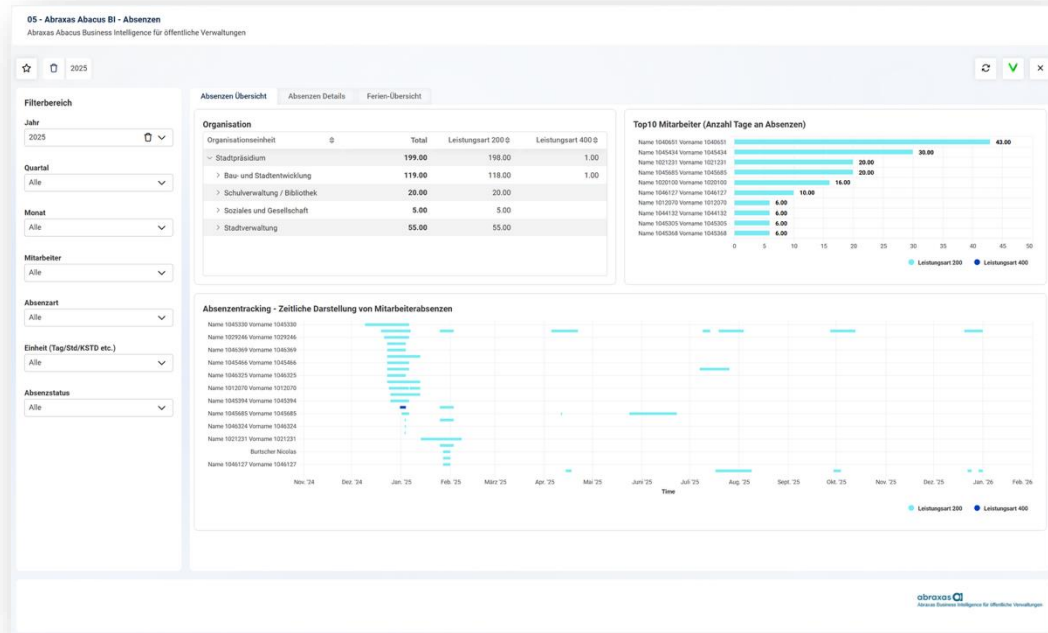 05 - Abraxas Abacus BI - Absenzen
Abraxas Abacus Business Intelligence für öffentliche Verwaltungen
2025
Filterbereich
Jahr
2025
Quartal
Alle
Monat
Alle
Mitarbeiter
Alle
Absenzart
Alle
Einheit (Tag/Std/KSTD etc.)
Alle
Absenzstatus
Alle
Absenzen Übersicht Absenzen Details Ferien-Übersicht
Organisation
Organisationseinheit Total Leistungsart 200 Leistungsart 400
Stadtpräsidium 199.00 198.00 1.00
Bau- und Stadtentwicklung 119.00 118.00 1.00
Schulverwaltung / Bibliothek 20.00 20.00
Soziales und Gesellschaft 5.00 5.00
Stadtverwaltung 55.00 55.00
Top10 Mitarbeiter (Anzahl Tage an Absenzen)
Name 1040651 Vorname 1040651 43.00
Name 1045434 Vorname 1045434 30.00
Name 1021231 Vorname 1021231 20.00
Name 1045685 Vorname 1045685 20.00
Name 1020100 Vorname 1020100 16.00
Name 1046127 Vorname 1046127 10.00
Name 1012070 Vorname 1012070 6.00
Name 1044132 Vorname 1044132 6.00
Name 1045305 Vorname 1045305 6.00
Name 1045368 Vorname 1045368 6.00
0 5 10 15 20 25 30 35 40 45 50
Leistungsart 200 Leistungsart 400
Absenzentracking - Zeitliche Darstellung von Mitarbeiterabsenzen
Name 1045330 Vorname 1045330
Name 1029246 Vorname 1029246
Name 1046369 Vorname 1046369
Name 1045466 Vorname 1045466
Name 1046325 Vorname 1046325
Name 1012070 Vorname 1012070
Name 1045394 Vorname 1045394
Name 1045685 Vorname 1045685
Name 1046324 Vorname 1046324
Name 1021231 Vorname 1021231
Burtscher Nicolas
Name 1046127 Vorname 1046127
Nov. '24 Dez. '24 Jan. '25 Feb. '25 März '25 Apr. '25 Mai '25 Juni '25 Juli '25 Aug. '25 Sept. '25 Okt. '25 Nov. '25 Dez. '25 Jan. '26 Feb. '26
Time
Leistungsart 200 Leistungsart 400
abraxas
Abraxas Business Intelligence für öffentliche Verwaltungen